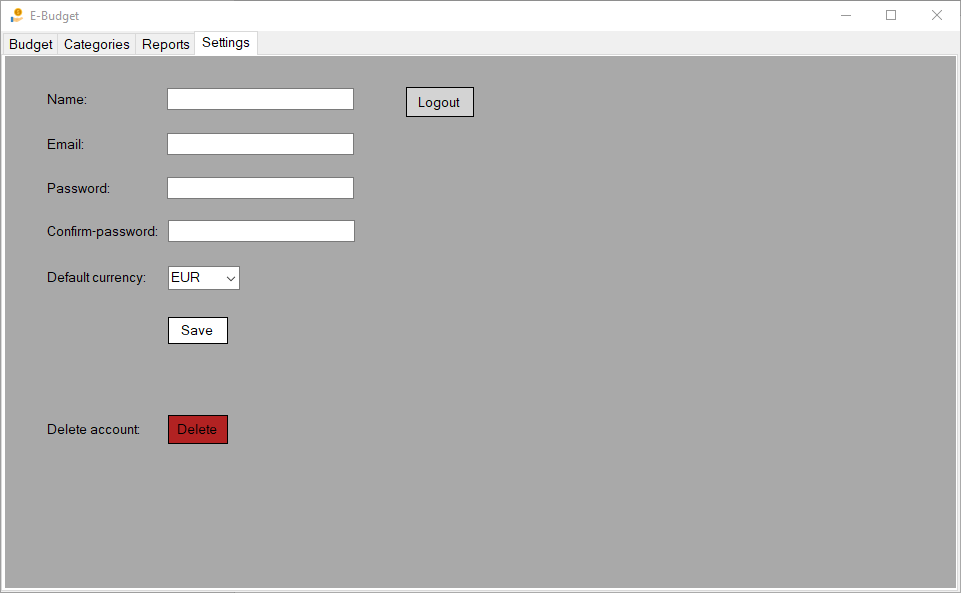 E-Budget
Budget Categories Reports Settings
Name:
Logout
Email:
Password:
Confirm-password:
Default currency: EUR
Save
Delete account: Delete